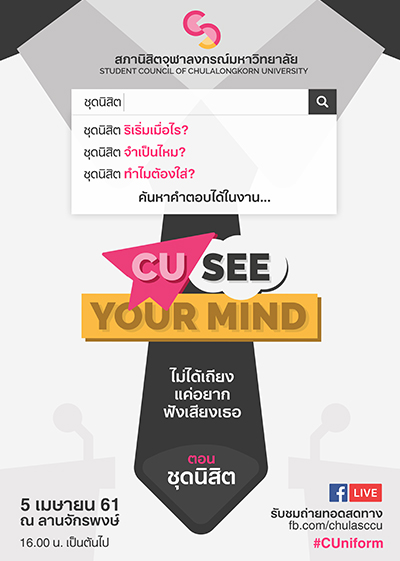 สภานิสิตจุฬาลงกรณ์มหาวิทยาลัย
STUDENT COUNCIL OF CHULALONGKORN UNIVERSITY
ชุดนิสิต
ชุดนิสิต ริเริ่มเมื่อไร?
ชุดนิสิต จำเป็นไหม?
ชุดนิสิต ทำไมต้องใส่?
ค้นหาคำตอบได้ในงาน...
CU SEE
YOUR MIND
ไม่ได้เถียง
แค่อยาก
ฟังเสียงเธอ
ตอน
ชุดนิสิต
5 เมษายน 61
ณ ลานจักรพงษ์
16.00 น. เป็นต้นไป
f LIVE
รับชมถ่ายทอดสดทาง
fb.com/chulasccu
#CUniform